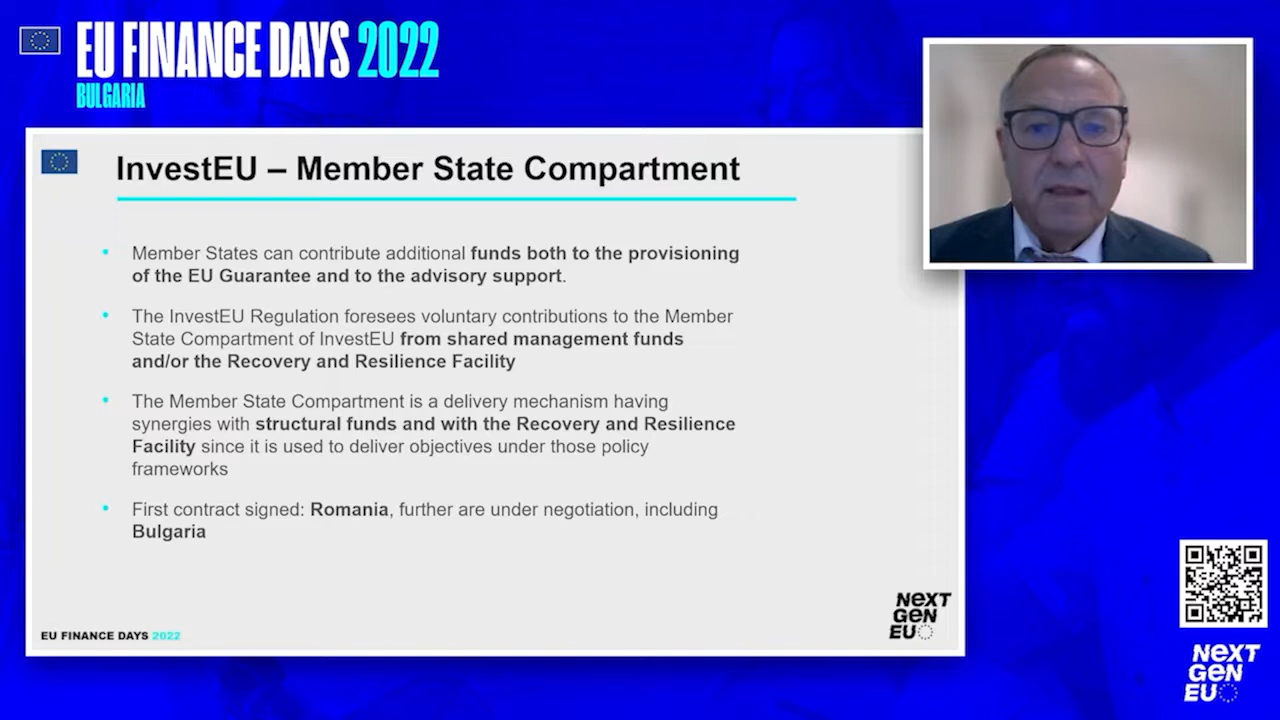 EU FINANCE DAYS 2022
BULGARIA
InvestEU – Member State Compartment
• Member States can contribute additional funds both to the provisioning
of the EU Guarantee and to the advisory support.
• The InvestEU Regulation foresees voluntary contributions to the Member
State Compartment of InvestEU from shared management funds
and/or the Recovery and Resilience Facility
• The Member State Compartment is a delivery mechanism having
synergies with structural funds and with the Recovery and Resilience
Facility since it is used to deliver objectives under those policy
frameworks
• First contract signed: Romania, further are under negotiation, including
Bulgaria
NEXT
GEN
EU
EU FINANCE DAYS 2022
NEXT
GEN
EU